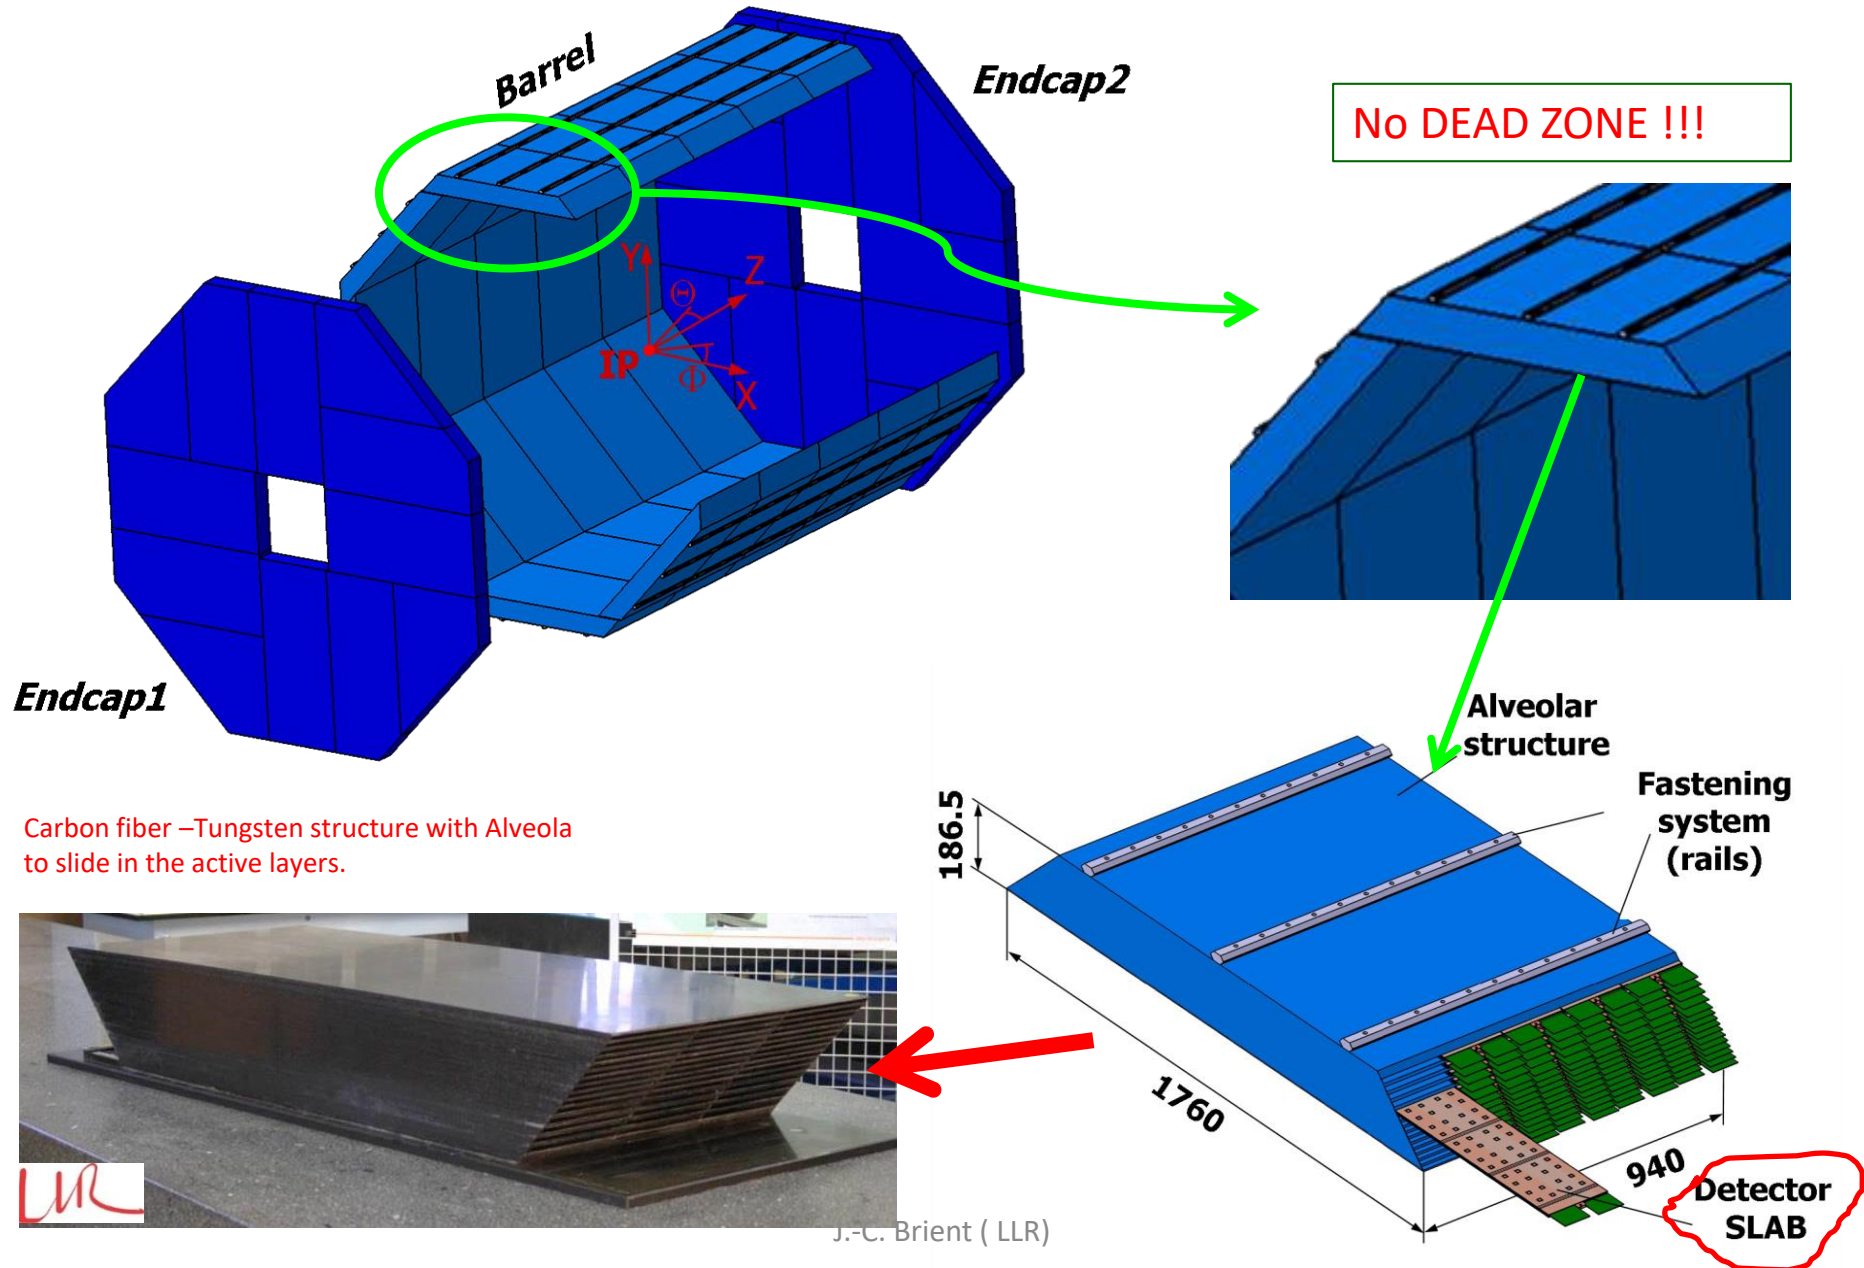 Barrel
Endcap2
No DEAD ZONE !!!
Y
Z
Θ
IP
Φ
X
Endcap1
Alveolar
structure
Fastening
system
(rails)
186.5
Carbon fiber –Tungsten structure with Alveola
to slide in the active layers.
1760
940
Detector
SLAB
LLR
J.-C. Brient ( LLR)